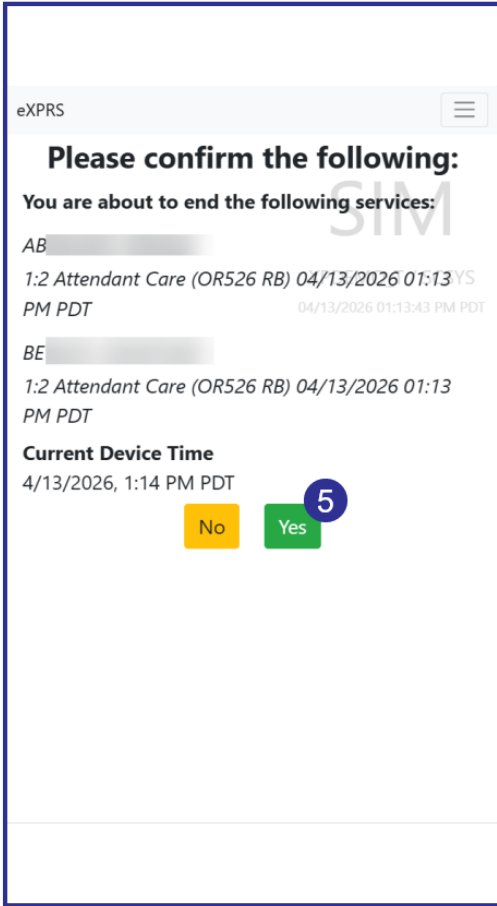 eXPRS
Please confirm the following:
SIM
You are about to end the following services:
AB
1:2 Attendant Care (OR526 RB) 04/13/2026 01:13
PM PDT
04/13/2026 01:13:43 PM PDT
BE
1:2 Attendant Care (OR526 RB) 04/13/2026 01:13
PM PDT
Current Device Time
4/13/2026, 1:14 PM PDT
5
No
Yes